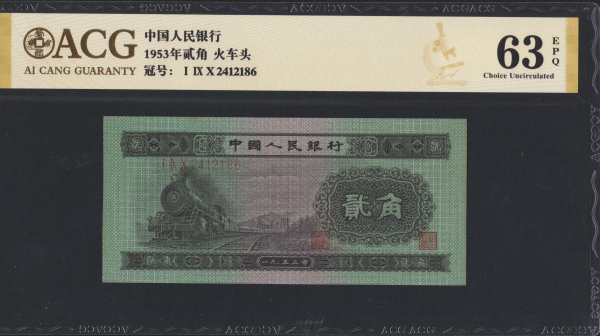 ACG
AI CANG GUARANTY
中国人民银行
1953年贰角 火车头
冠号： I IX X 2412186
63
EPQ
Choice Uncirculated
中國人民銀行
I IX X 2412186
貳角
一九五三年